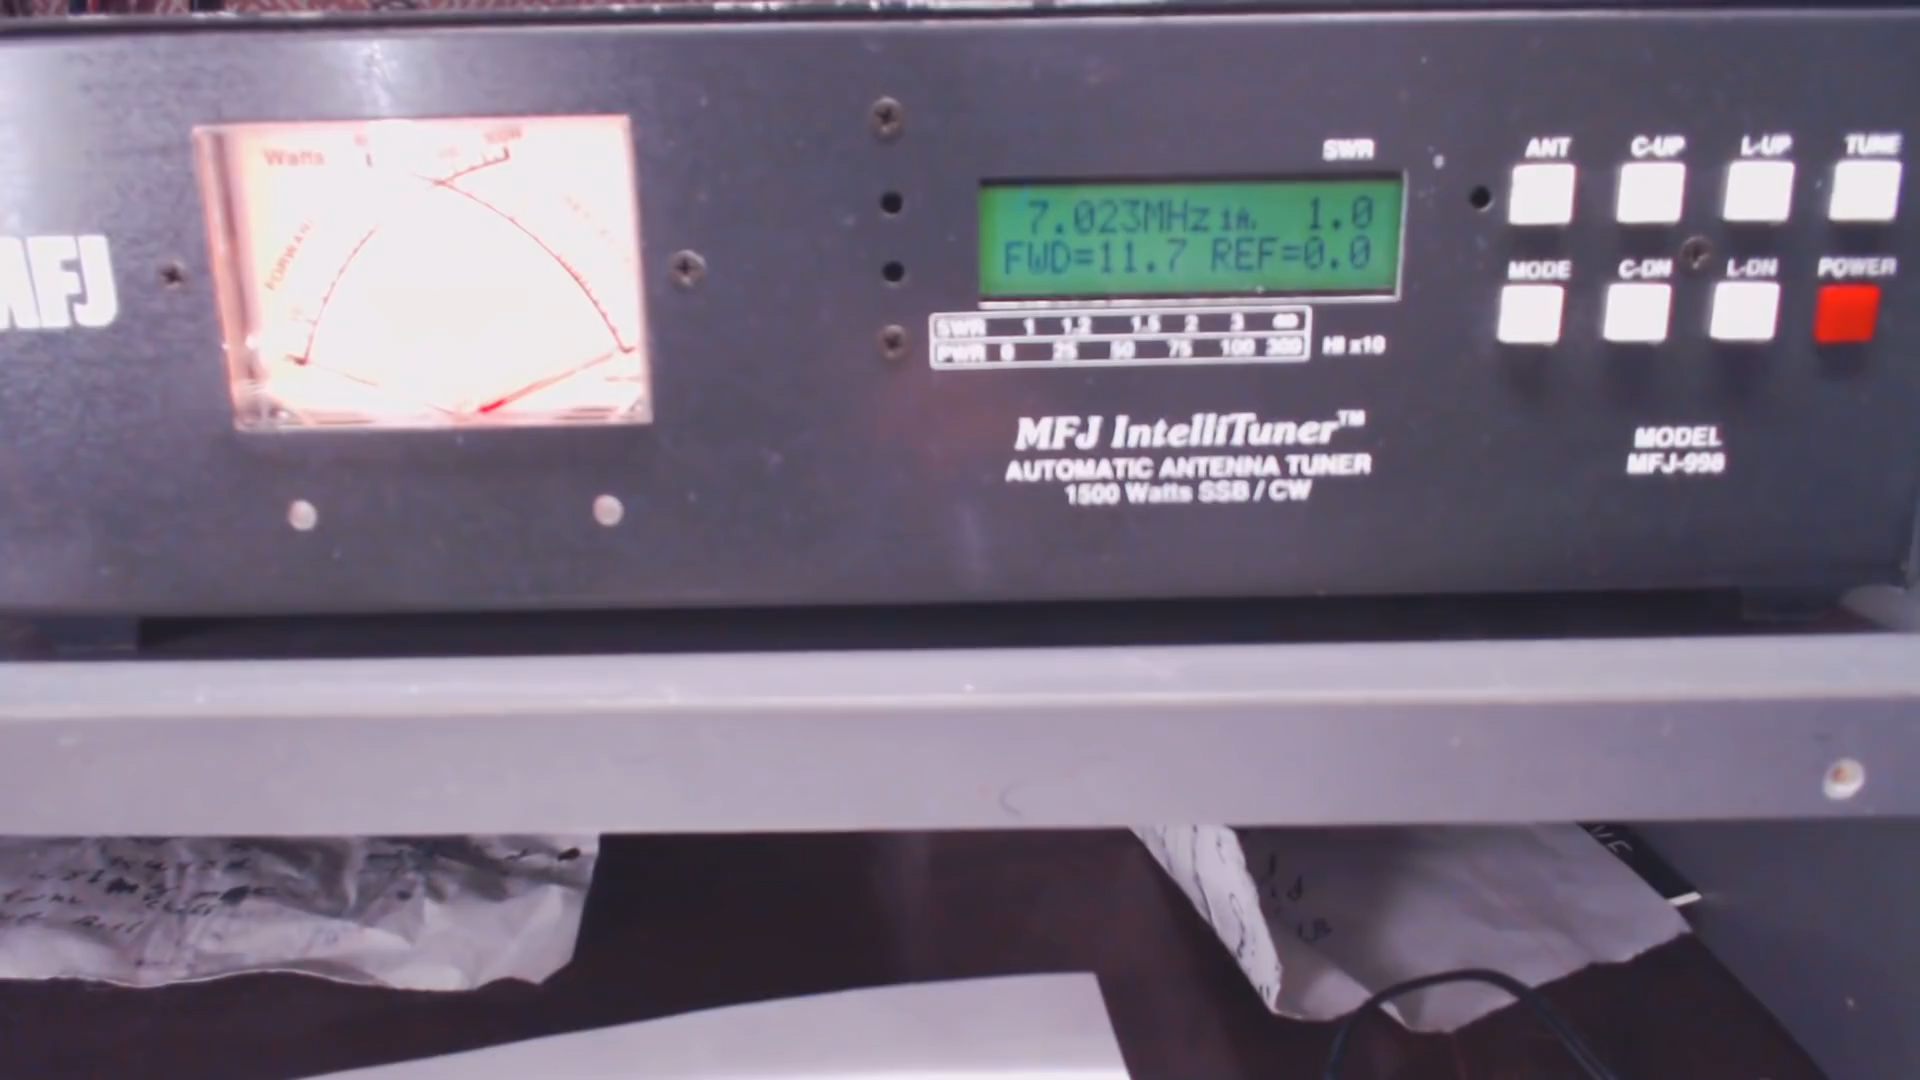 MFJ
Watts
FORWARD
SWR
7.023MHz 1A 1.0
FWD=11.7 REF=0.0
SWR 1 1.2 1.5 2 3 ∞
PWR 0 25 50 75 100 300
HI x10
MFJ IntelliTuner™
AUTOMATIC ANTENNA TUNER
1500 Watts SSB / CW
ANT C-UP L-UP TUNE
MODE C-DN L-DN POWER
MODEL
MFJ-998